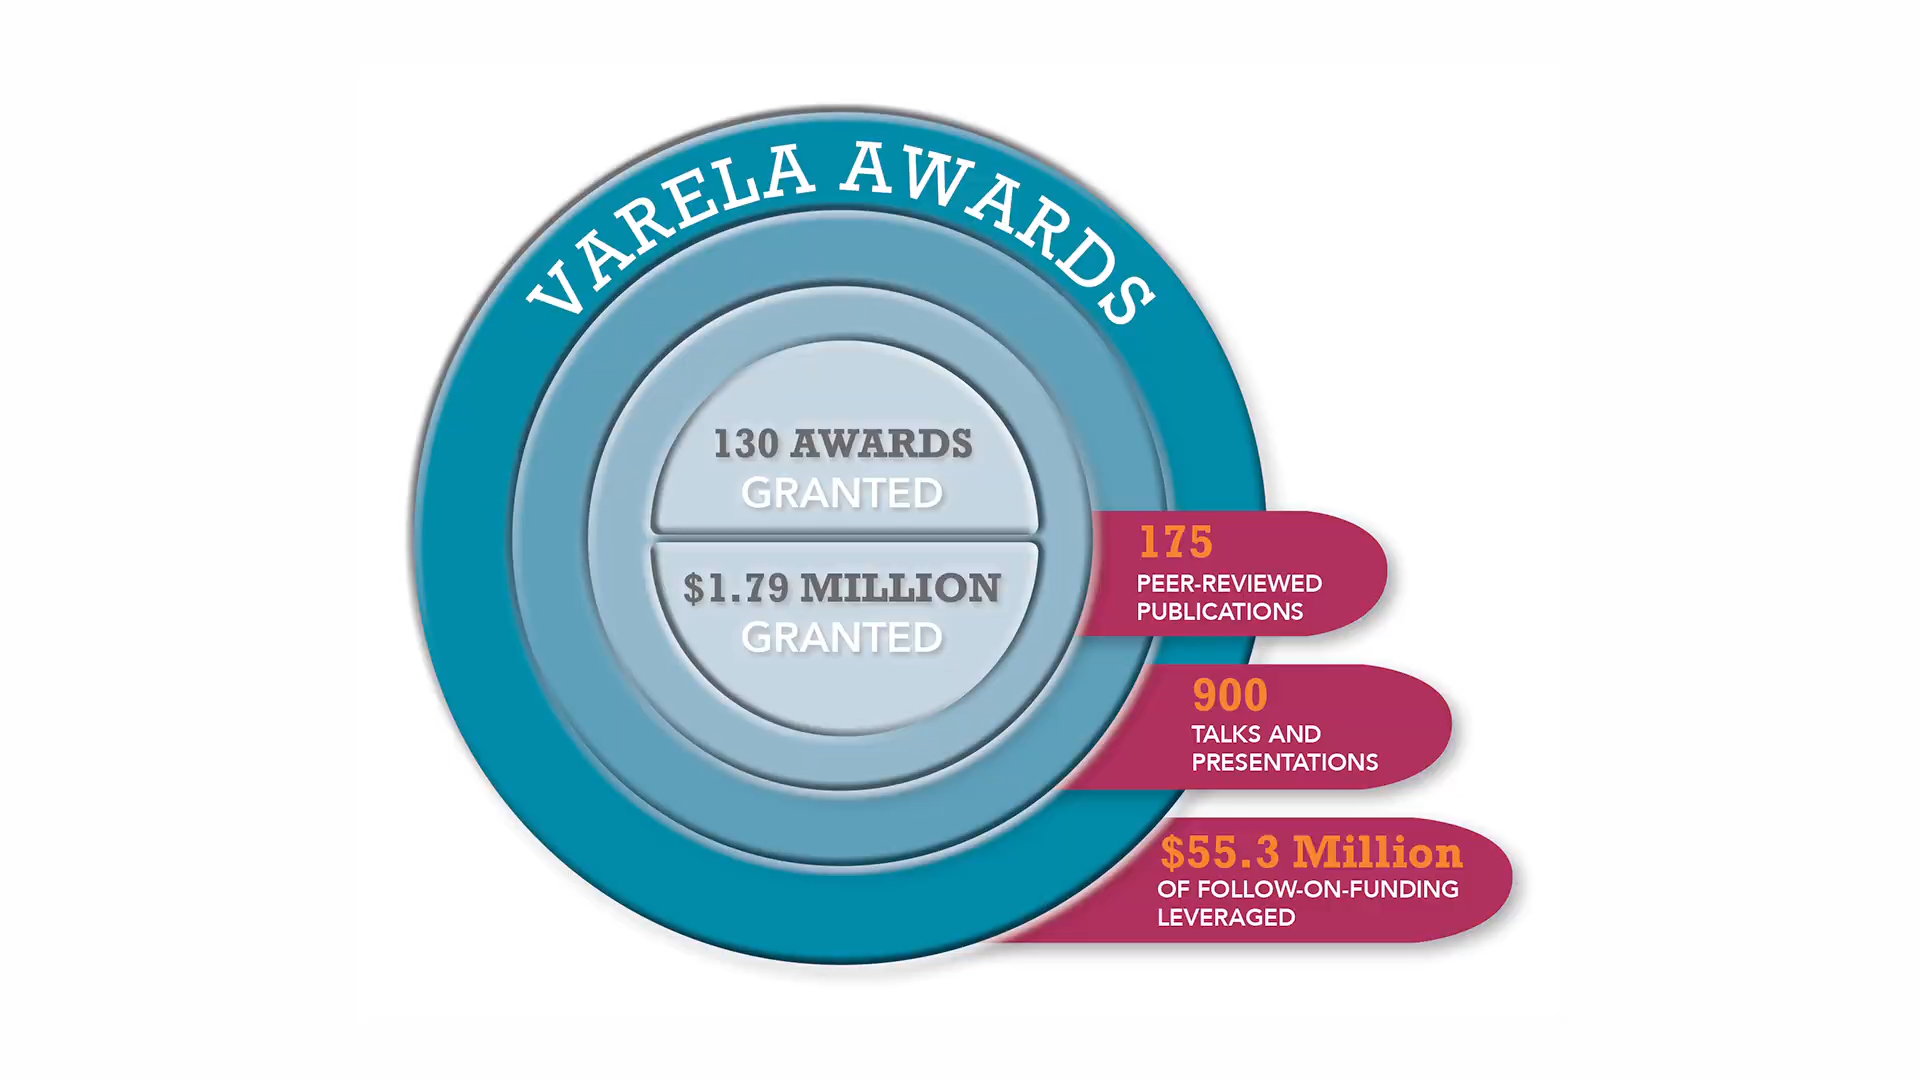 VARELA AWARDS
130 AWARDS
GRANTED
$1.79 MILLION
GRANTED
175
PEER-REVIEWED
PUBLICATIONS
900
TALKS AND
PRESENTATIONS
$55.3 Million
OF FOLLOW-ON-FUNDING
LEVERAGED